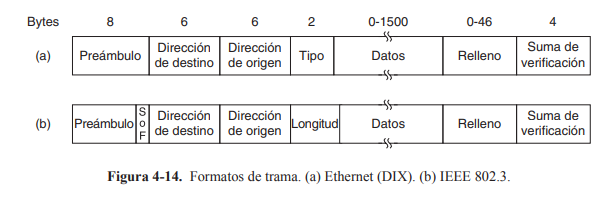 Bytes 8 6 6 2 0-1500 0-46 4
(a) Preámbulo Dirección de destino Dirección de origen Tipo Datos Relleno Suma de verificación
(b) Preámbulo SoF Dirección de destino Dirección de origen Longitud Datos Relleno Suma de verificación
Figura 4-14. Formatos de trama. (a) Ethernet (DIX). (b) IEEE 802.3.